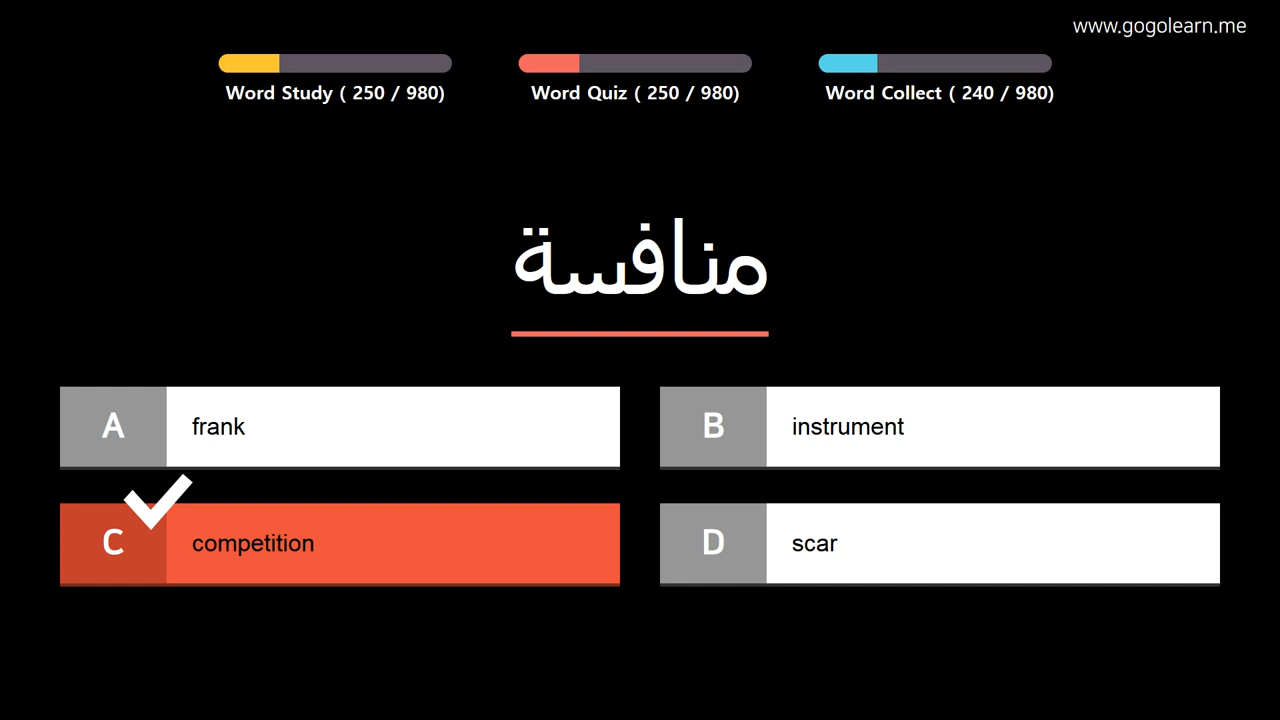 www.gogolearn.me
Word Study ( 250 / 980)
Word Quiz ( 250 / 980)
Word Collect ( 240 / 980)
منافسة
A frank
B instrument
C competition
D scar